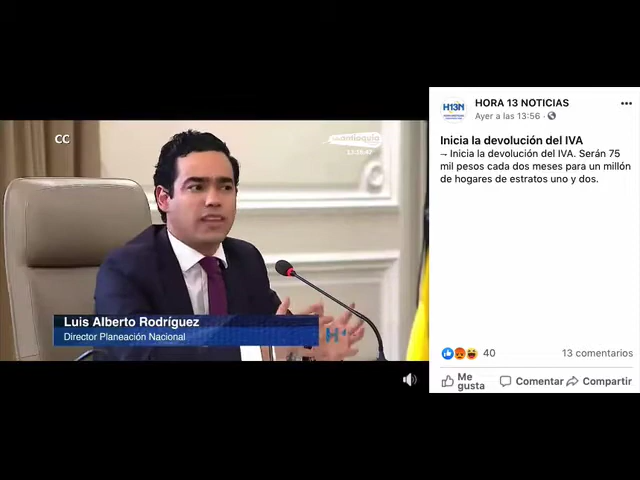 CC
teleantioquia
Luis Alberto Rodríguez
Director Planeación Nacional
H13
H13N
HORA 13 NOTICIAS
Ayer a las 13:56 ·
Inicia la devolución del IVA
→ Inicia la devolución del IVA. Serán 75
mil pesos cada dos meses para un millón
de hogares de estratos uno y dos.
40
13 comentarios
Me gusta
Comentar
Compartir